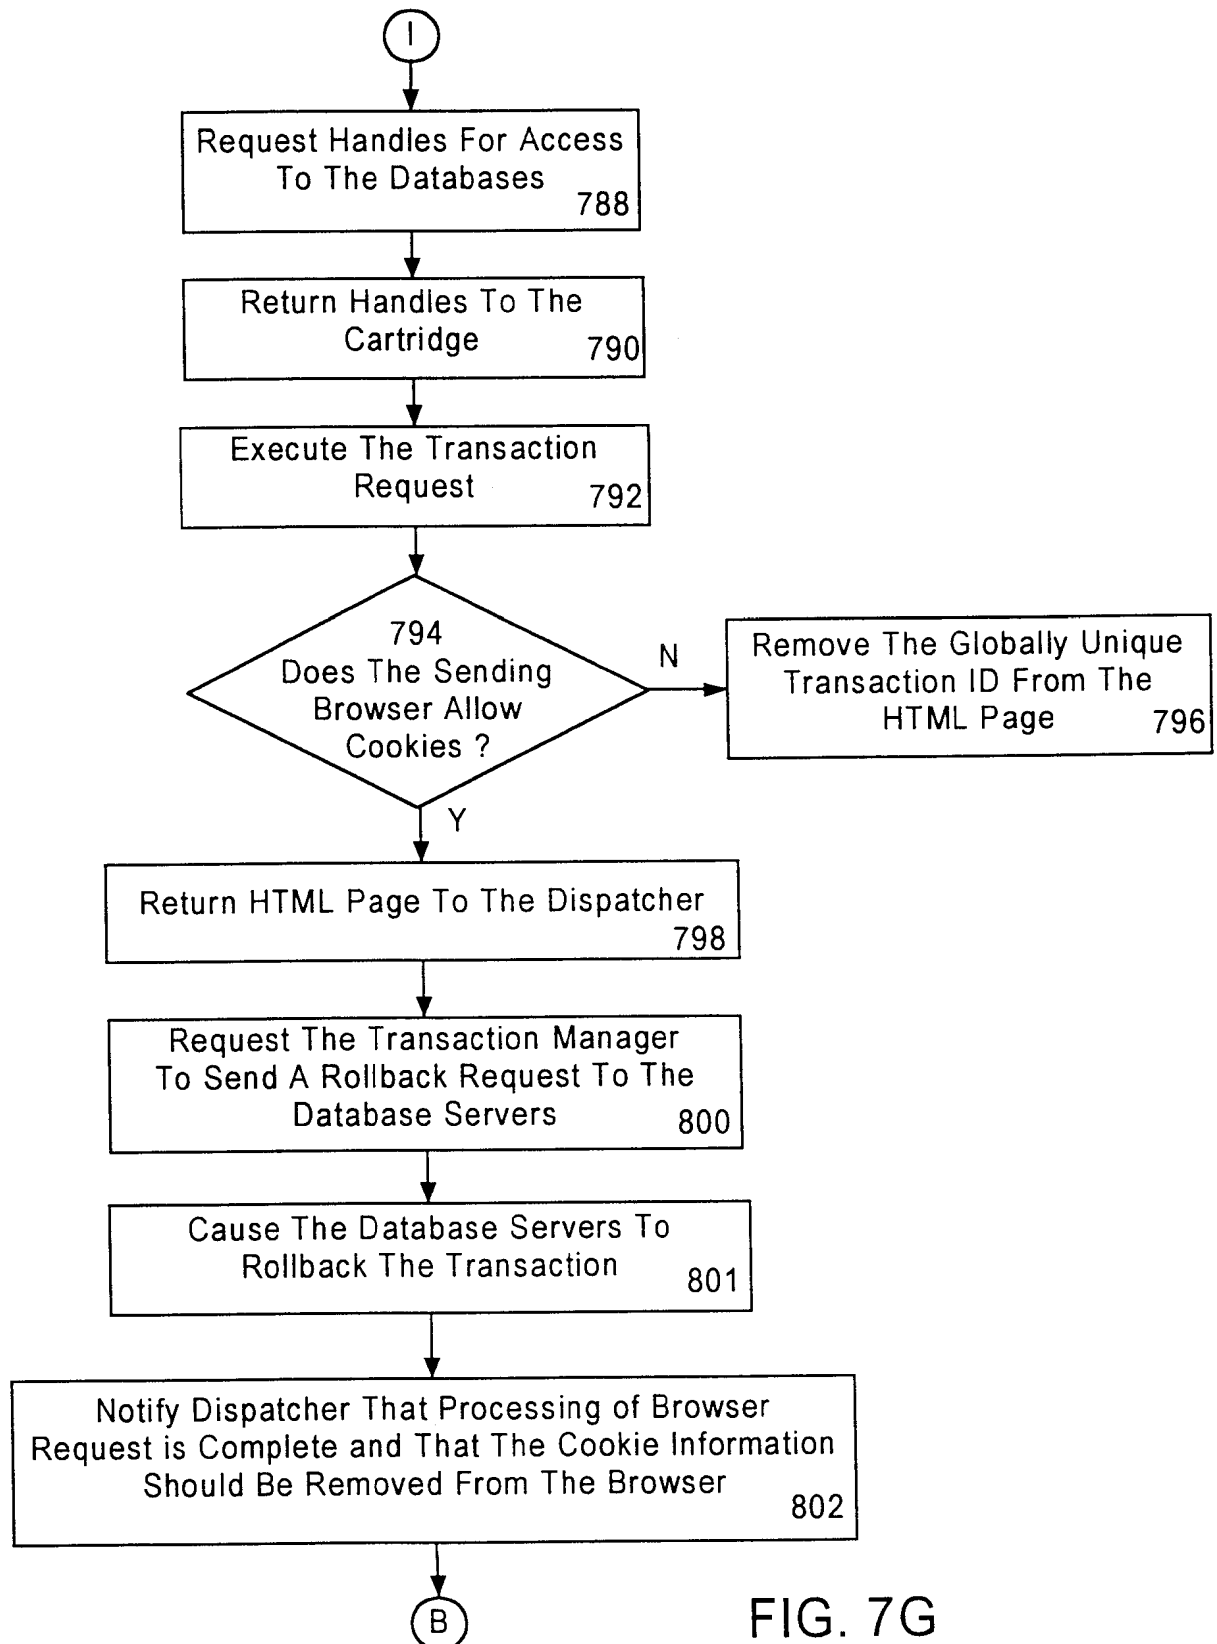 I
Request Handles For Access
To The Databases
788
Return Handles To The
Cartridge
790
Execute The Transaction
Request
792
794
Does The Sending
Browser Allow
Cookies ?
N
Remove The Globally Unique
Transaction ID From The
HTML Page
796
Y
Return HTML Page To The Dispatcher
798
Request The Transaction Manager
To Send A Rollback Request To The
Database Servers
800
Cause The Database Servers To
Rollback The Transaction
801
Notify Dispatcher That Processing of Browser
Request is Complete and That The Cookie Information
Should Be Removed From The Browser
802
B
FIG. 7G